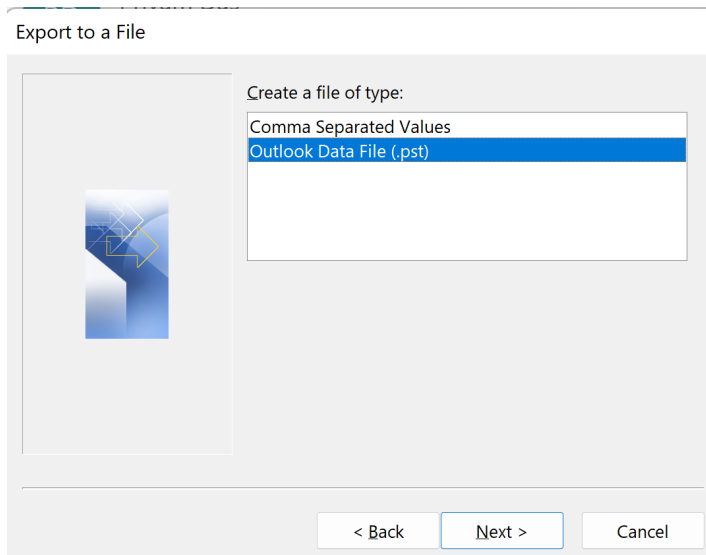 Export to a File
Create a file of type:
Comma Separated Values
Outlook Data File (.pst)
< Back
Next >
Cancel